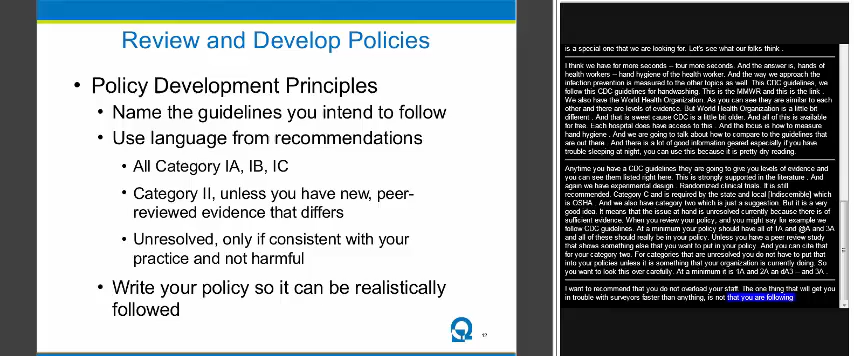 Review and Develop Policies
• Policy Development Principles
• Name the guidelines you intend to follow
• Use language from recommendations
• All Category IA, IB, IC
• Category II, unless you have new, peer-
reviewed evidence that differs
• Unresolved, only if consistent with your
practice and not harmful
• Write your policy so it can be realistically
followed
17
is a special one that we are looking for. Let's see what our folks think .
I think we have for more seconds -- four more seconds. And the answer is, hands of
health workers -- hand hygiene of the health worker. And the way we approach the
infection prevention is measured to the other topics as well. This CDC guidelines, we
follow this CDC guidelines for handwashing. This is the MMWR and this is the link .
We also have the World Health Organization. As you can see they are similar to each
other and there are levels of evidence. But World Health Organization is a little bit
different . And that is sweet cause CDC is a little bit older. And all of this is available
for free. Each hospital does have access to this . And the focus is how to measure
hand hygiene . And we are going to talk about how to compare to the guidelines that
are out there . And there is a lot of good information geared especially if you have
trouble sleeping at night, you can use this because it is pretty dry reading.
Anytime you have a CDC guidelines they are going to give you levels of evidence and
you can see them listed right here. This is strongly supported in the literature . And
again we have experimental design . Randomized clinical trials. It is still
recommended. Category C and is required by the state and local [Indiscernible] which
is OSHA . And we also have category two which is just a suggestion. But it is a very
good idea. It means that the issue at hand is unresolved currently because there is of
sufficient evidence. When you review your policy, and you might say for example we
follow CDC guidelines. At a minimum your policy should have all of 1A and @A and 3A
and all of these should really be in your policy. Unless you have a peer review study
that shows something else that you want to put in your policy. And you can cite that
for your category two. For categories that are unresolved you do not have to put that
into your policies unless it is something that your organization is currently doing. So
you want to look this over carefully. At a minimum it is 1A and 2A an dA3 -- and 3A .
I want to recommend that you do not overload your staff. The one thing that will get you
in trouble with surveyors faster than anything, is not that you are following